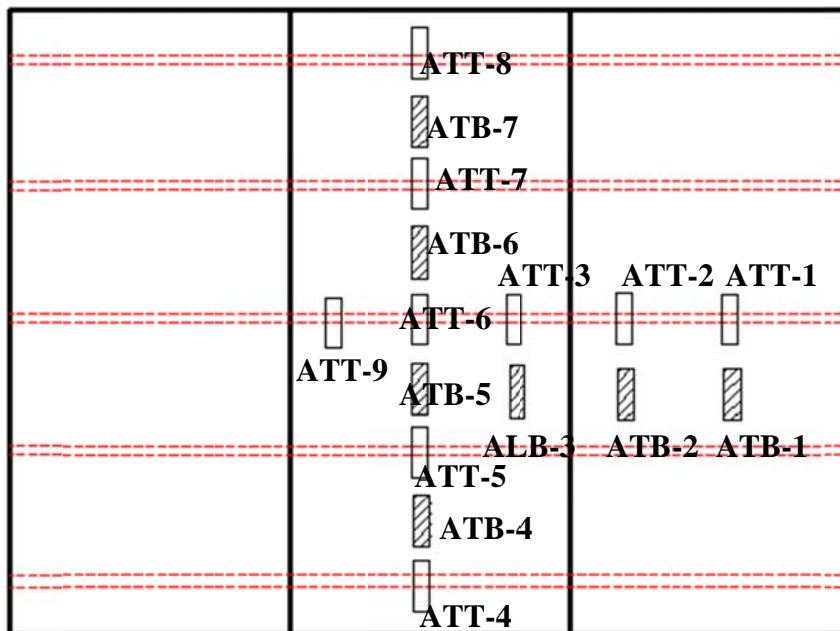 ATT-8
ATB-7
ATT-7
ATB-6
ATT-3 ATT-2 ATT-1
ATT-6
ATT-9
ATB-5
ALB-3 ATB-2 ATB-1
ATT-5
ATB-4
ATT-4